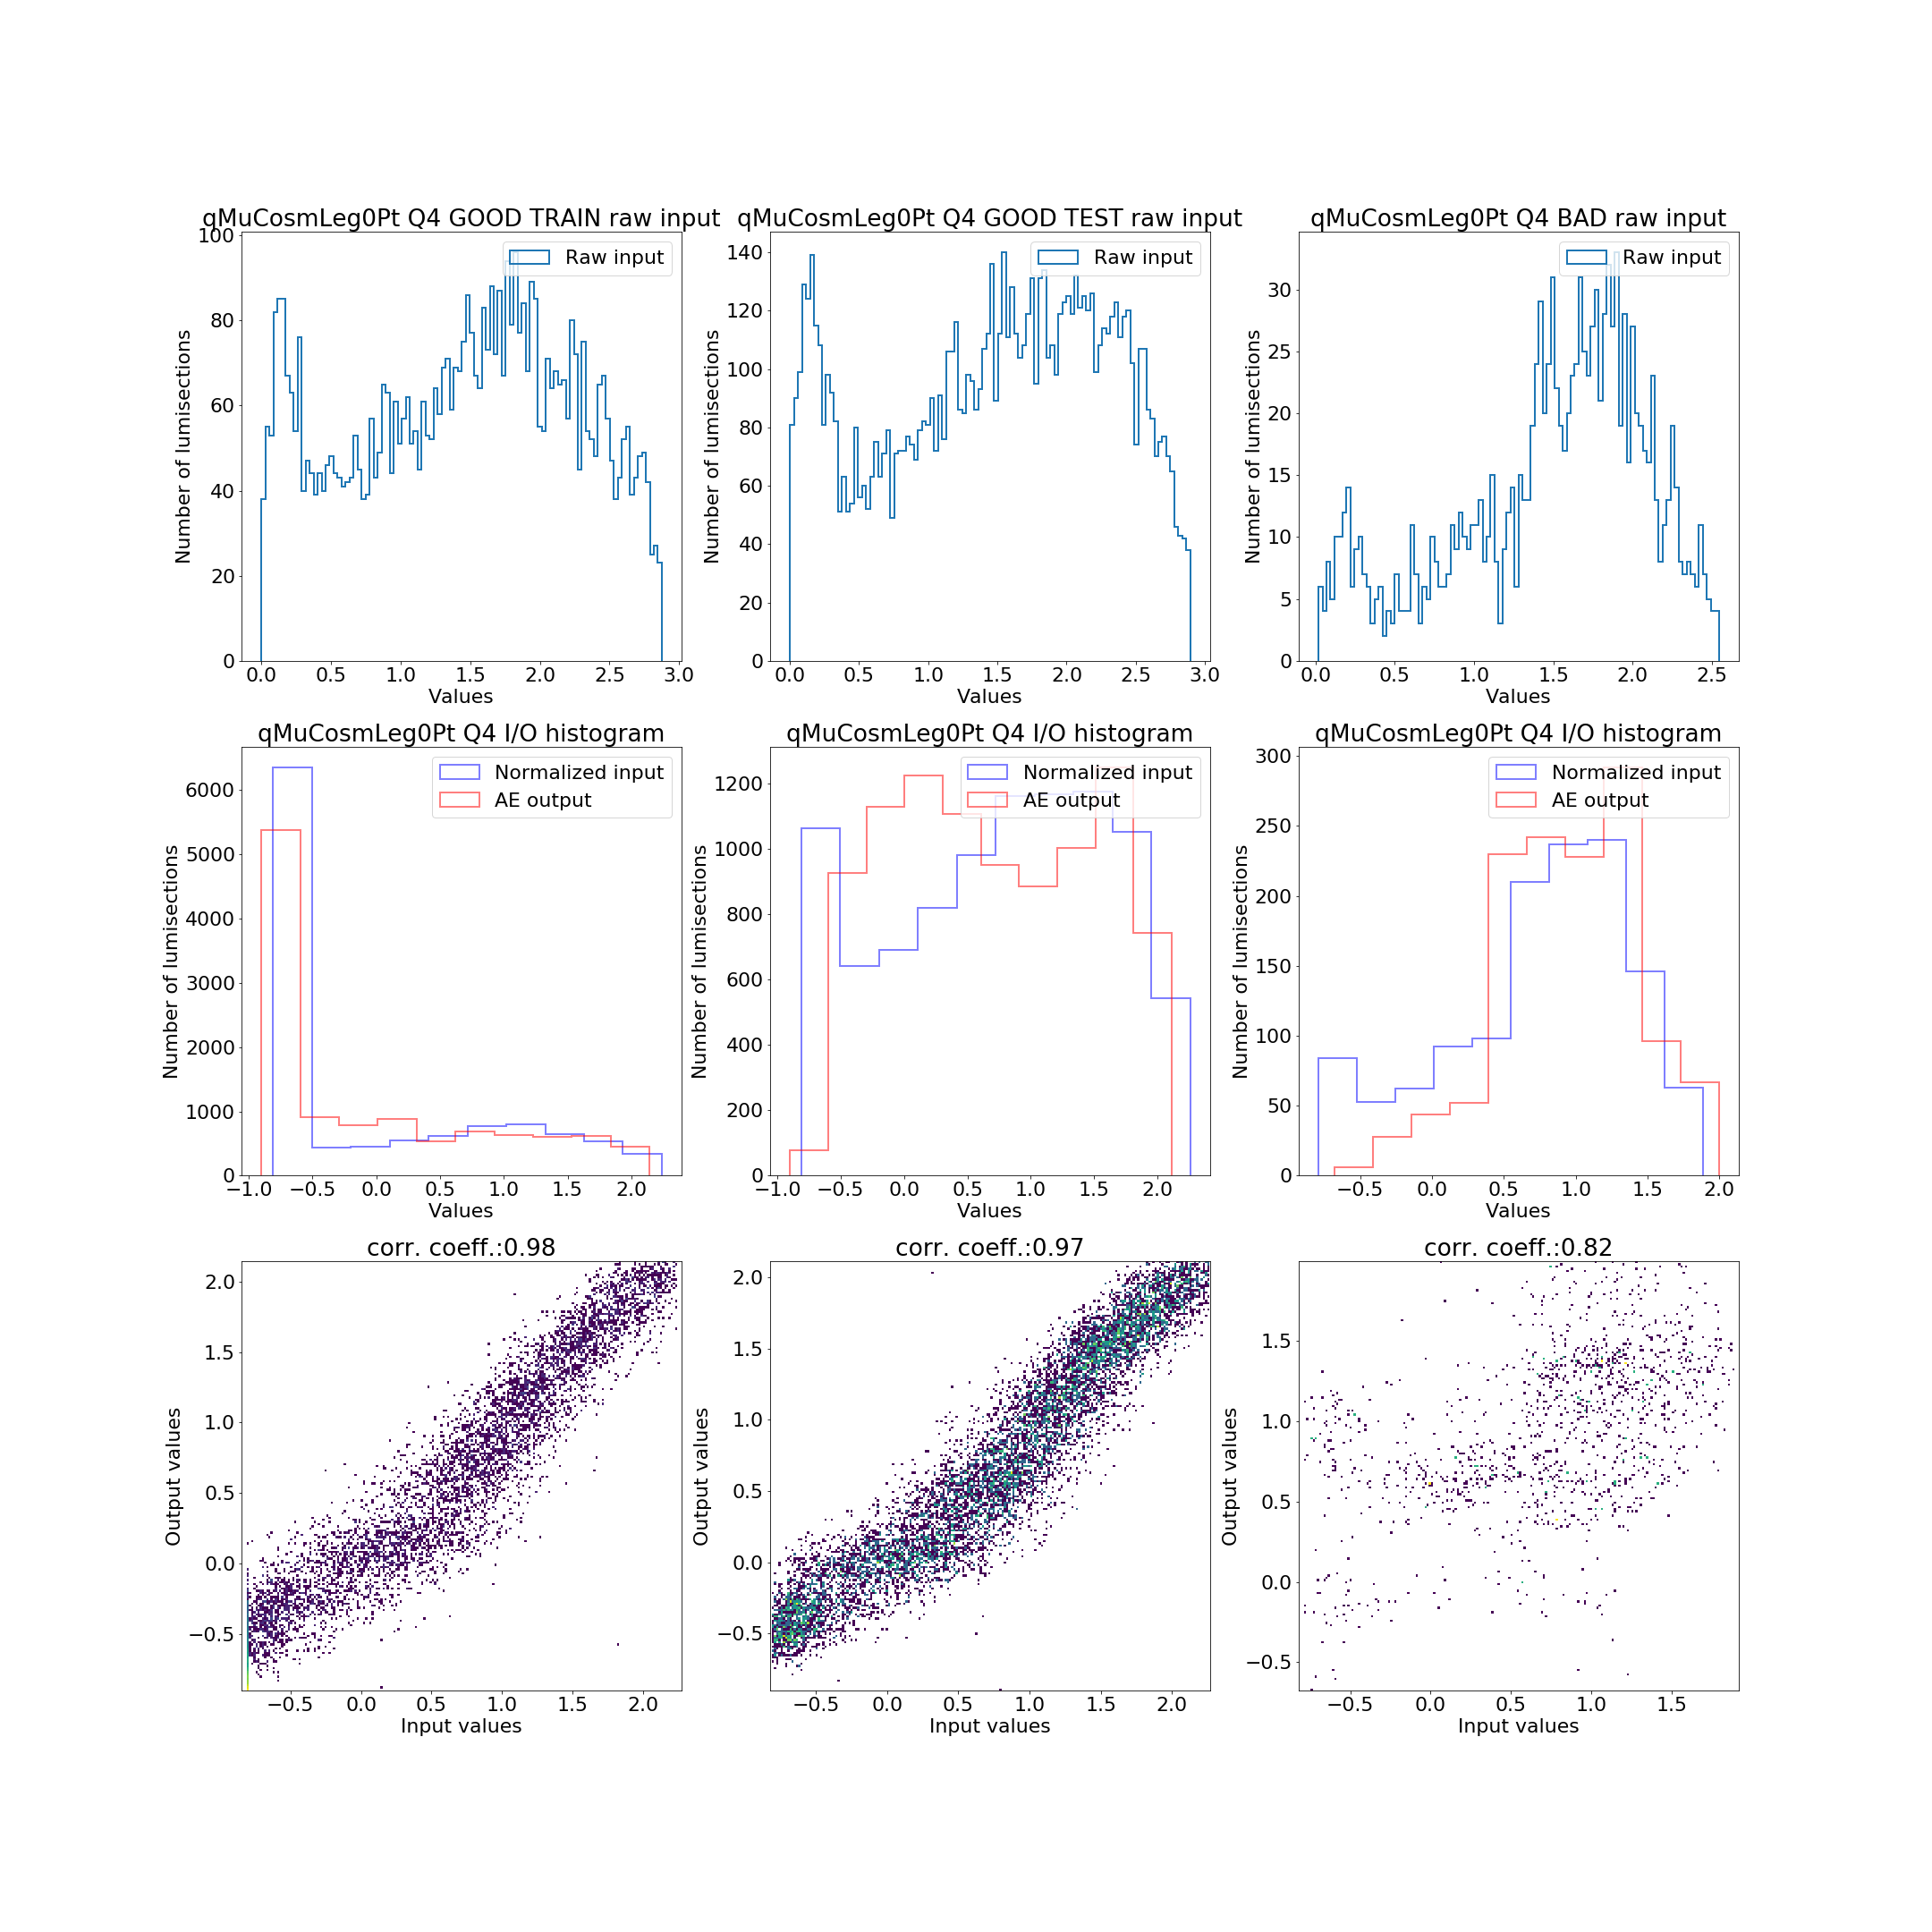 qMuCosmLeg0Pt Q4 GOOD TRAIN raw input
qMuCosmLeg0Pt Q4 GOOD TEST raw input
qMuCosmLeg0Pt Q4 BAD raw input
Number of lumisections
100
80
60
40
20
0
Raw input
0.0 0.5 1.0 1.5 2.0 2.5 3.0
Values
Number of lumisections
140
120
100
80
60
40
20
0
Raw input
0.0 0.5 1.0 1.5 2.0 2.5 3.0
Values
Number of lumisections
30
25
20
15
10
5
0
Raw input
0.0 0.5 1.0 1.5 2.0 2.5
Values
qMuCosmLeg0Pt Q4 I/O histogram
Number of lumisections
6000
5000
4000
3000
2000
1000
0
Normalized input
AE output
−1.0 −0.5 0.0 0.5 1.0 1.5 2.0
Values
qMuCosmLeg0Pt Q4 I/O histogram
Number of lumisections
1200
1000
800
600
400
200
0
Normalized input
AE output
−1.0 −0.5 0.0 0.5 1.0 1.5 2.0
Values
qMuCosmLeg0Pt Q4 I/O histogram
Number of lumisections
300
250
200
150
100
50
0
Normalized input
AE output
−0.5 0.0 0.5 1.0 1.5 2.0
Values
corr. coeff.:0.98
Output values
2.0
1.5
1.0
0.5
0.0
−0.5
−0.5 0.0 0.5 1.0 1.5 2.0
Input values
corr. coeff.:0.97
Output values
2.0
1.5
1.0
0.5
0.0
−0.5
−0.5 0.0 0.5 1.0 1.5 2.0
Input values
corr. coeff.:0.82
Output values
1.5
1.0
0.5
0.0
−0.5
−0.5 0.0 0.5 1.0 1.5
Input values